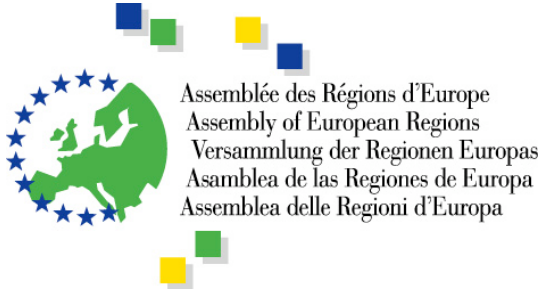 Assemblée des Régions d'Europe
Assembly of European Regions
Versammlung der Regionen Europas
Asamblea de las Regiones de Europa
Assemblea delle Regioni d'Europa